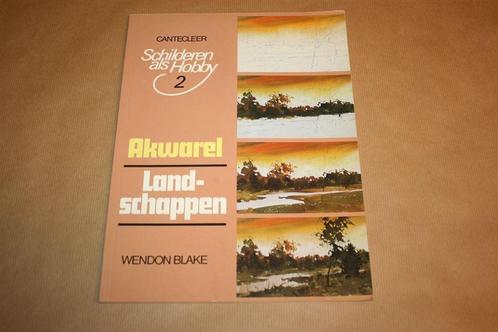 CANTECLEER
Schilderen
als Hobby
2
Akwarel
Land-
schappen
WENDON BLAKE